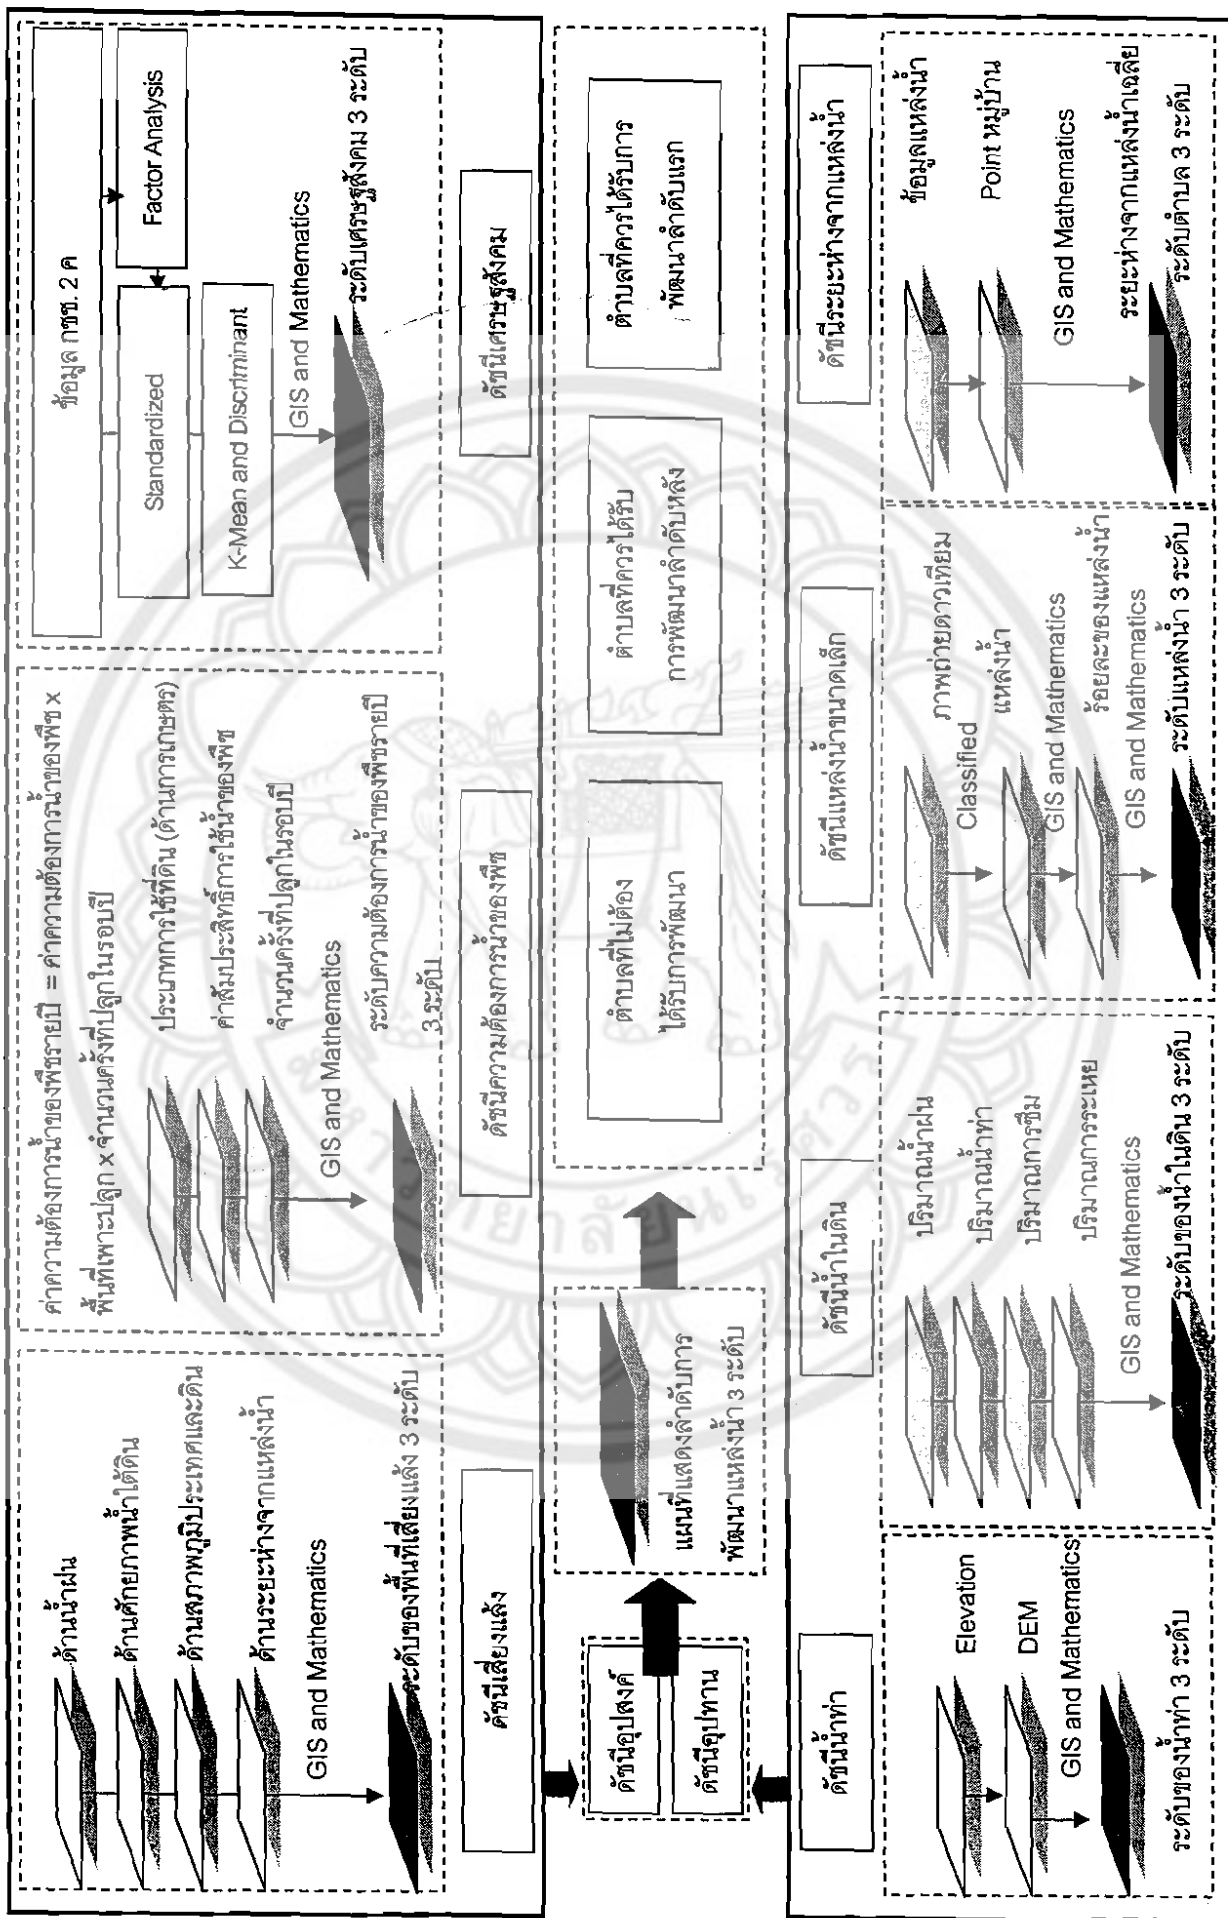 ด้านน้ำฝน
ด้านศักยภาพน้ำใต้ดิน
ด้านสภาพภูมิประเทศและดิน
ด้านระยะห่างจากแหล่งน้ำ
GIS and Mathematics
ระดับของพื้นที่เสี่ยงแล้ง 3 ระดับ
ดัชนีเสี่ยงแล้ง
ค่าความต้องการน้ำของพืชรายปี = ค่าความต้องการน้ำของพืช x
พื้นที่เพาะปลูก x จำนวนครั้งที่ปลูกในรอบปี
ประเภทการใช้ที่ดิน (ด้านการเกษตร)
ค่าสัมประสิทธิ์การใช้น้ำของพืช
จำนวนครั้งที่ปลูกในรอบปี
GIS and Mathematics
ระดับความต้องการน้ำของพืชรายปี
3 ระดับ
ดัชนีความต้องการน้ำของพืช
ข้อมูล กชช. 2 ค
Factor Analysis
Standardized
K-Mean and Discriminant
GIS and Mathematics
ระดับเศรษฐสังคม 3 ระดับ
ดัชนีเศรษฐสังคม
ดัชนีอุปสงค์
ดัชนีอุปทาน
แผนที่แสดงลำดับการ
พัฒนาแหล่งน้ำ 3 ระดับ
ตำบลที่ไม่ต้อง
ได้รับการพัฒนา
ตำบลที่ควรได้รับ
การพัฒนาลำดับหลัง
ตำบลที่ควรได้รับการ
พัฒนาลำดับแรก
มหาวิทยาลัยนเรศวร
ดัชนีน้ำท่า
Elevation
DEM
GIS and Mathematics
ระดับของน้ำท่า 3 ระดับ
ดัชนีน้ำในดิน
ปริมาณน้ำฝน
ปริมาณน้ำท่า
ปริมาณการซึม
ปริมาณการระเหย
GIS and Mathematics
ระดับของน้ำในดิน 3 ระดับ
ดัชนีแหล่งน้ำขนาดเล็ก
ภาพถ่ายดาวเทียม
Classified
แหล่งน้ำ
GIS and Mathematics
ร้อยละของแหล่งน้ำ
GIS and Mathematics
ระดับแหล่งน้ำ 3 ระดับ
ดัชนีระยะห่างจากแหล่งน้ำ
ข้อมูลแหล่งน้ำ
Point หมู่บ้าน
GIS and Mathematics
ระยะห่างจากแหล่งน้ำเฉลี่ย
ระดับตำบล 3 ระดับ